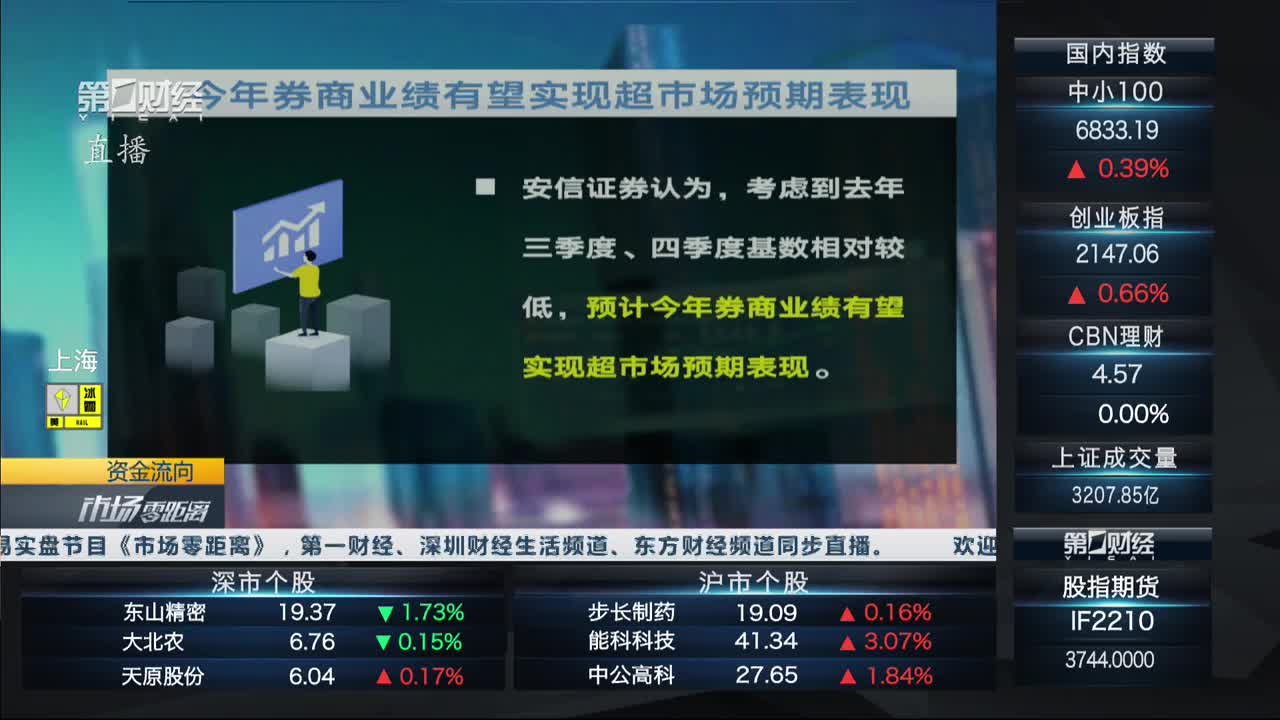 今年券商业绩有望实现超市场预期表现
第一财经
YICAI
直播
安信证券认为，考虑到去年
三季度、四季度基数相对较
低，预计今年券商业绩有望
实现超市场预期表现。
上海
冰雹
黄 HAIL
资金流向
市场零距离
易实盘节目《市场零距离》，第一财经、深圳财经生活频道、东方财经频道同步直播。 欢迎
深市个股
东山精密 19.37 ▼ 1.73%
大北农 6.76 ▼ 0.15%
天原股份 6.04 ▲ 0.17%
沪市个股
步长制药 19.09 ▲ 0.16%
能科科技 41.34 ▲ 3.07%
中公高科 27.65 ▲ 1.84%
国内指数
中小100
6833.19
▲ 0.39%
创业板指
2147.06
▲ 0.66%
CBN理财
4.57
0.00%
上证成交量
3207.85亿
第一财经
YICAI
股指期货
IF2210
3744.0000